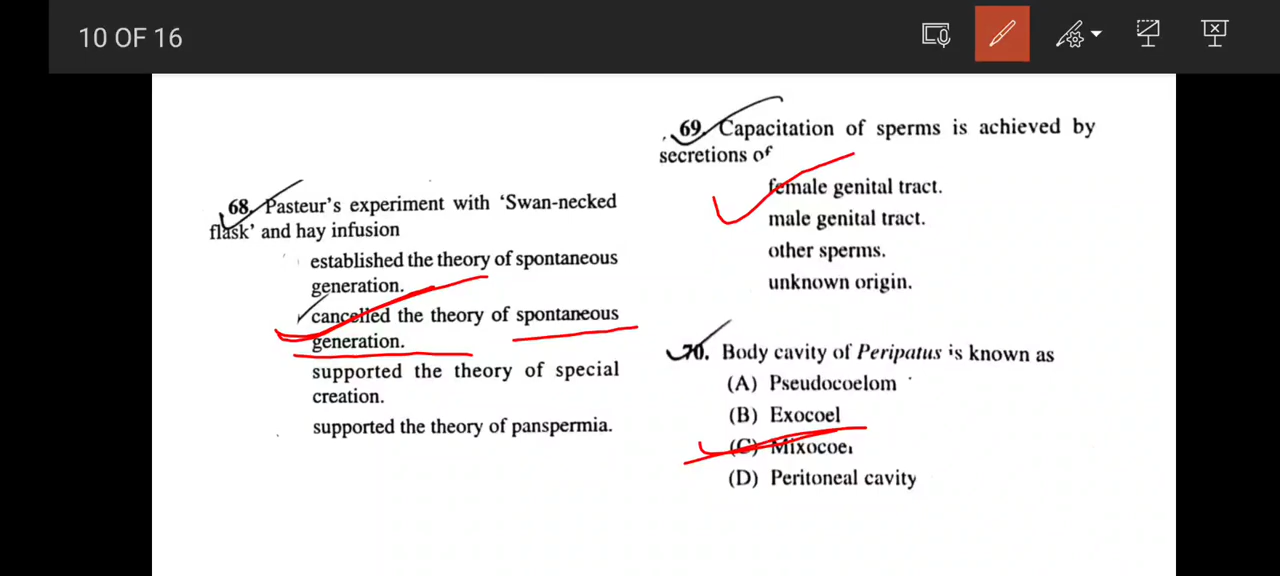 10 OF 16
68. Pasteur's experiment with 'Swan-necked
flask' and hay infusion
established the theory of spontaneous
generation.
cancelled the theory of spontaneous
generation.
supported the theory of special
creation.
supported the theory of panspermia.
69. Capacitation of sperms is achieved by
secretions of
female genital tract.
male genital tract.
other sperms.
unknown origin.
70. Body cavity of Peripatus is known as
(A) Pseudocoelom
(B) Exocoel
(C) Mixocoel
(D) Peritoneal cavity